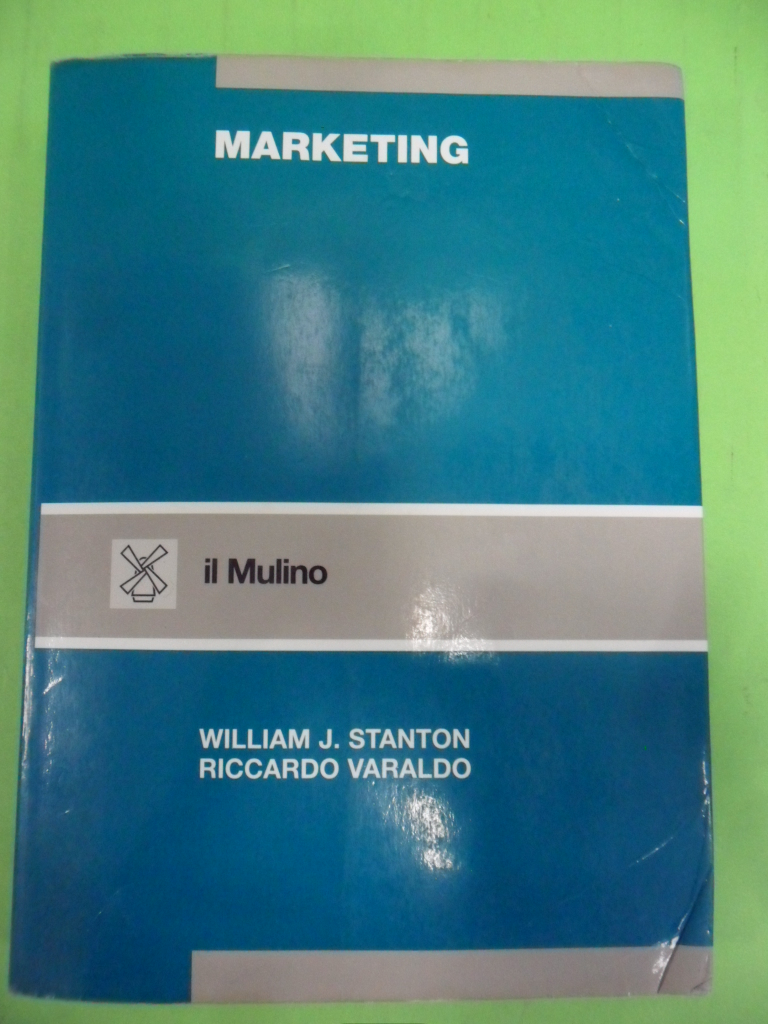 MARKETING
il Mulino
WILLIAM J. STANTON
RICCARDO VARALDO